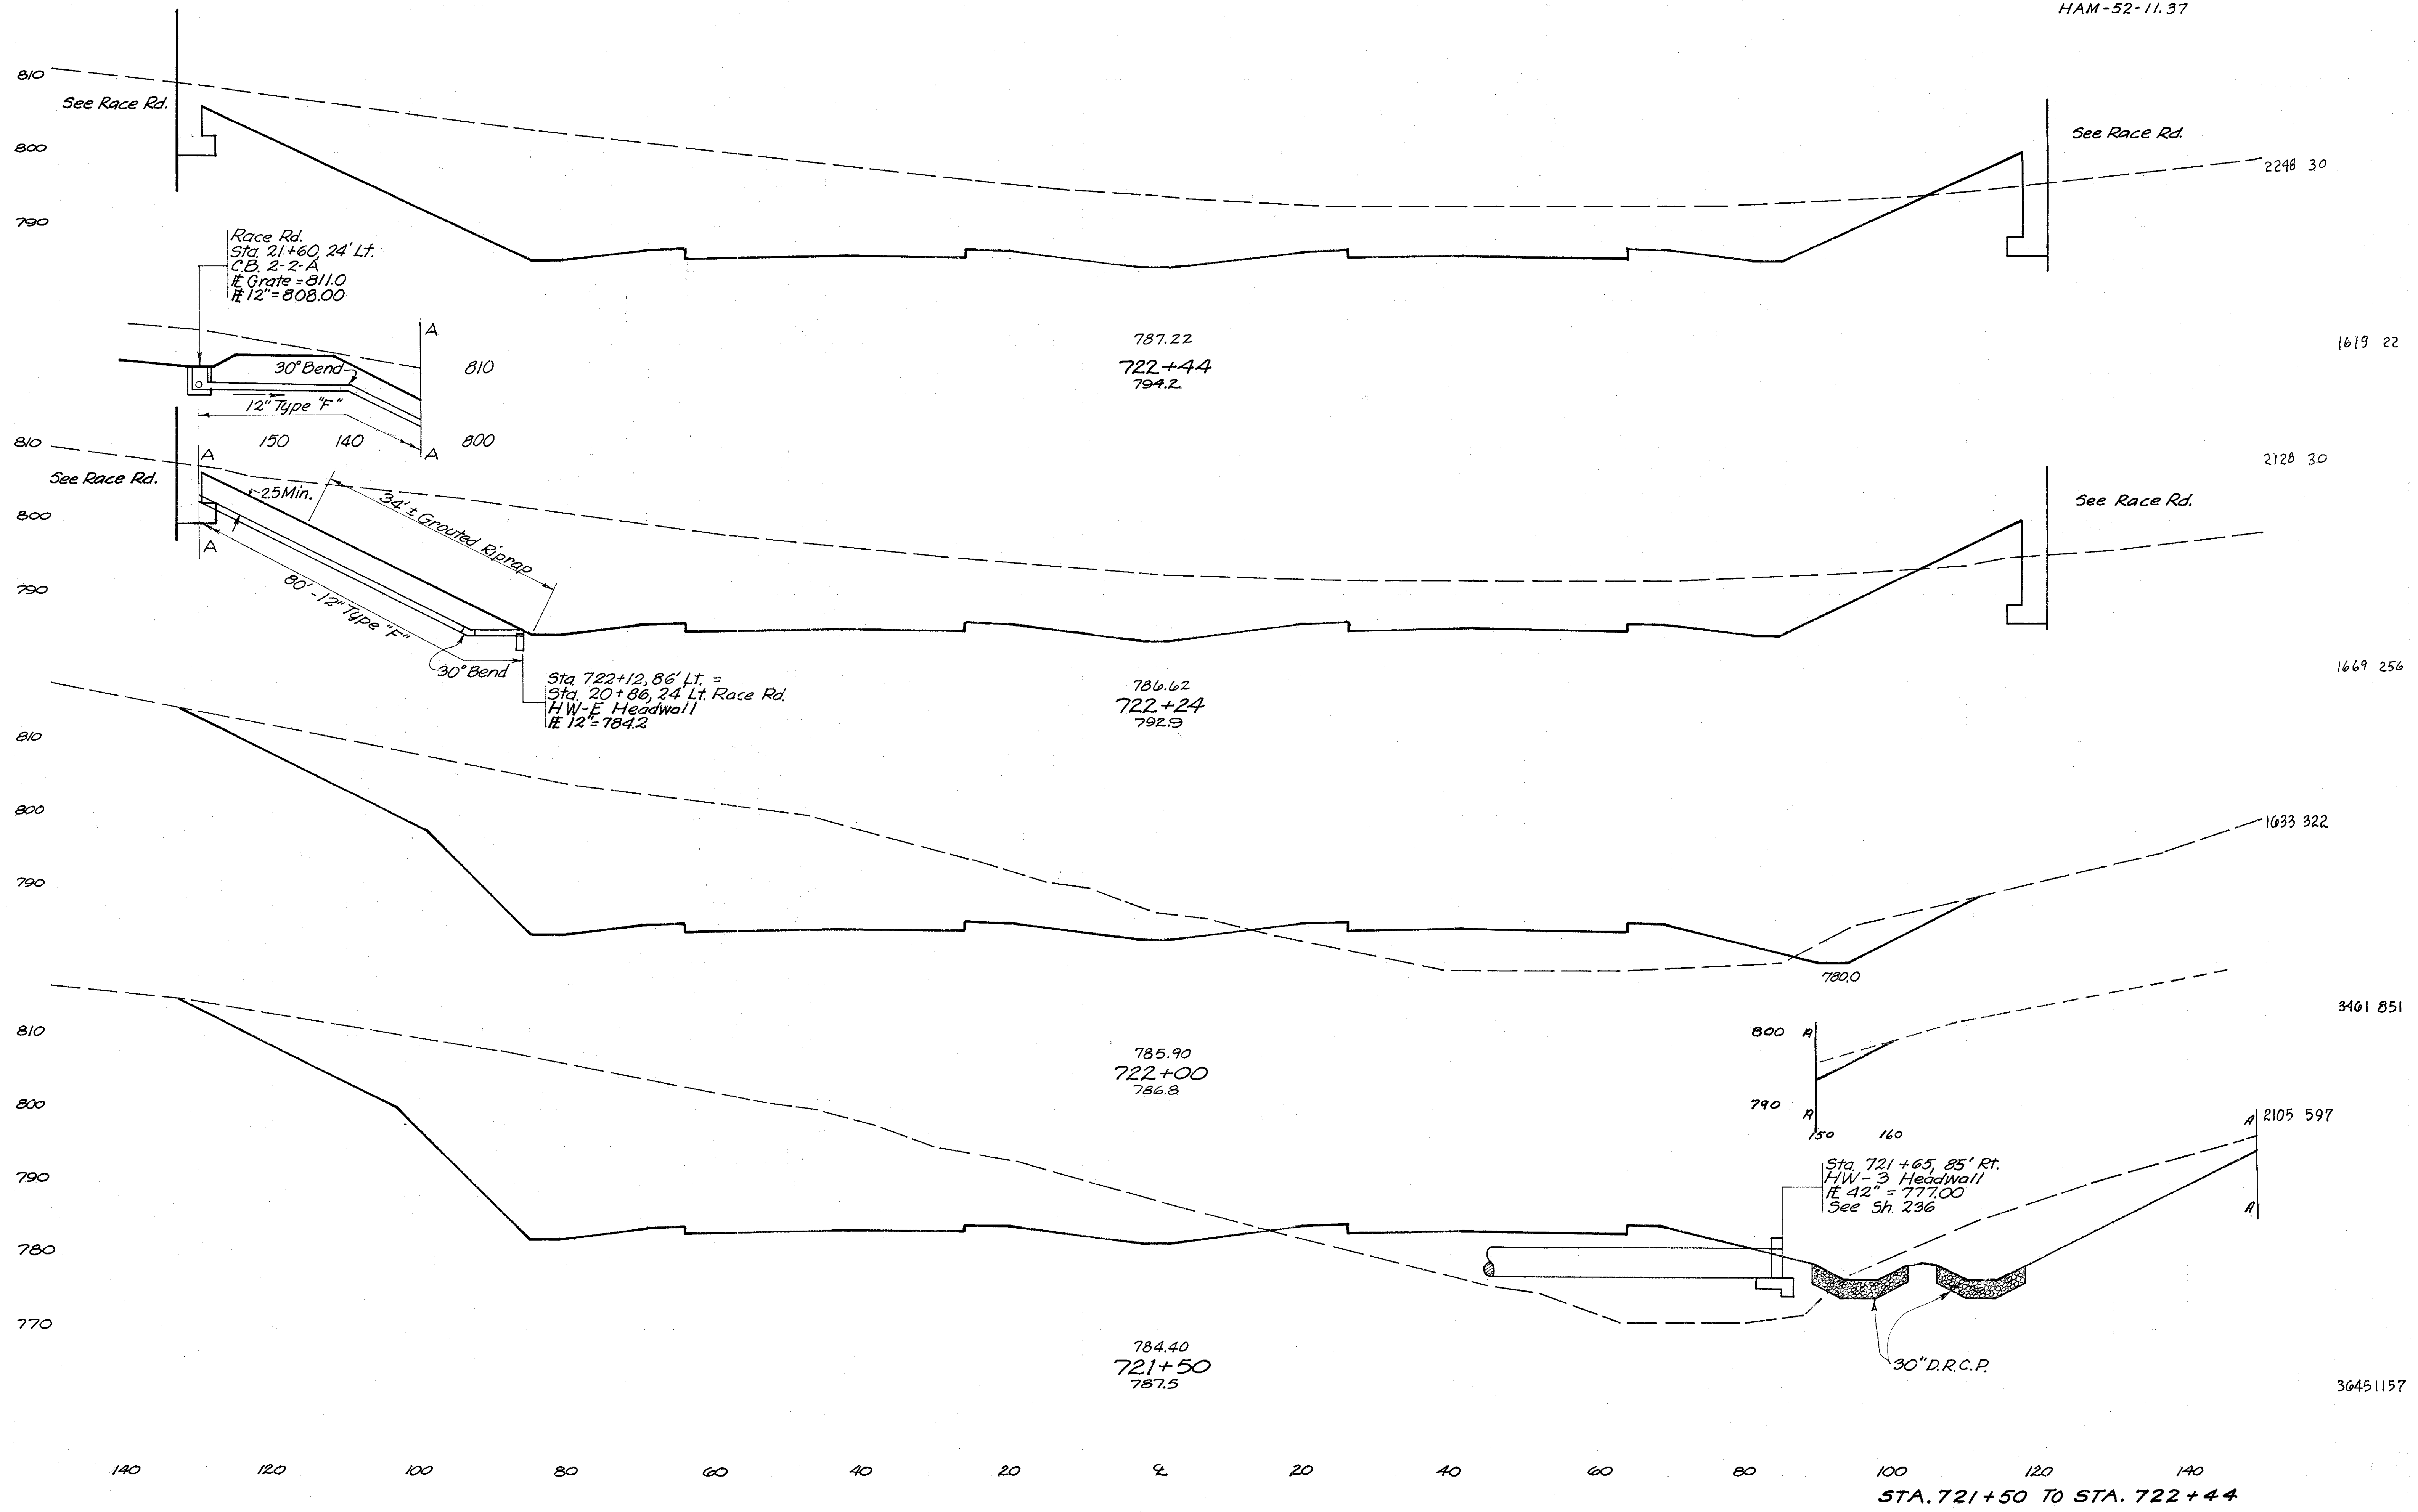 HAM-52-11.37
810
See Race Rd.
800
790
See Race Rd.
2248 30
Race Rd.
Sta. 21+60, 24' Lt.
C.B. 2-2-A
Grate = 811.0
12" = 808.00
A
810
30° Bend
12" Type "F"
150 140 800
A
787.22
722+44
794.2
1619 22
810
See Race Rd.
800
790
A
A
25 Min.
34' ± Grouted Riprap
80' - 12" Type "F"
30° Bend
See Race Rd.
2128 30
Sta. 722+12, 86' Lt. =
Sta. 20+86, 24' Lt. Race Rd.
HW-E Headwall
12" = 784.2
786.62
722+24
792.9
1669 256
810
800
790
1633 322
780.0
785.90
722+00
786.8
3461 851
810
800
790
780
770
800 A
790 A
150 160
A
2105 597
A
Sta. 721+65, 85' Rt.
HW-3 Headwall
42" = 777.00
See Sh. 236
30" D.R.C.P.
784.40
721+50
787.5
3645 1157
140 120 100 80 60 40 20 ℄ 20 40 60 80 100 120 140
STA. 721+50 TO STA. 722+44